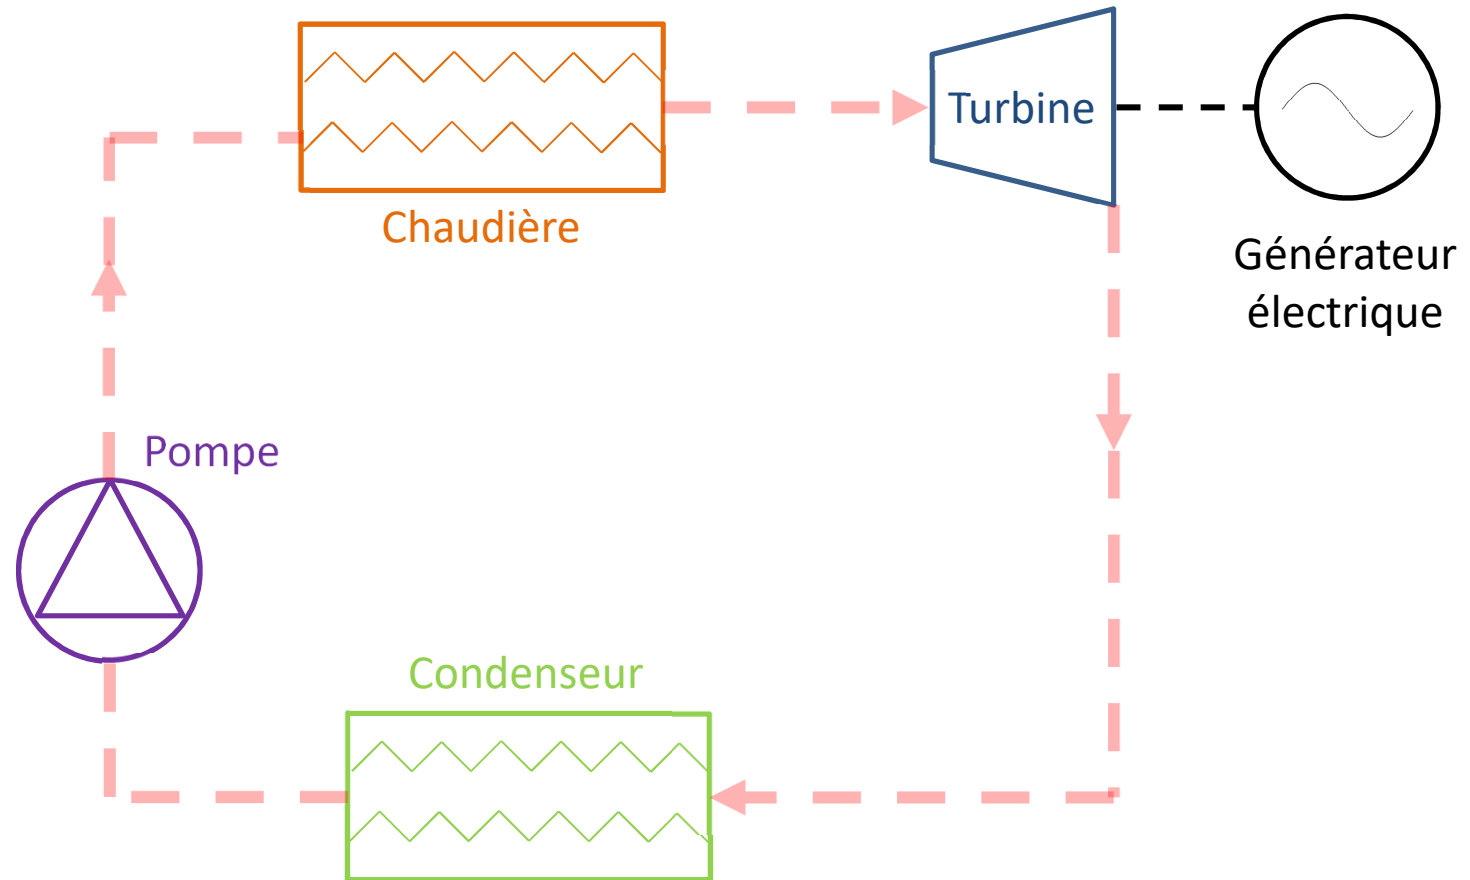 Turbine
Chaudière
Générateur
électrique
Pompe
Condenseur